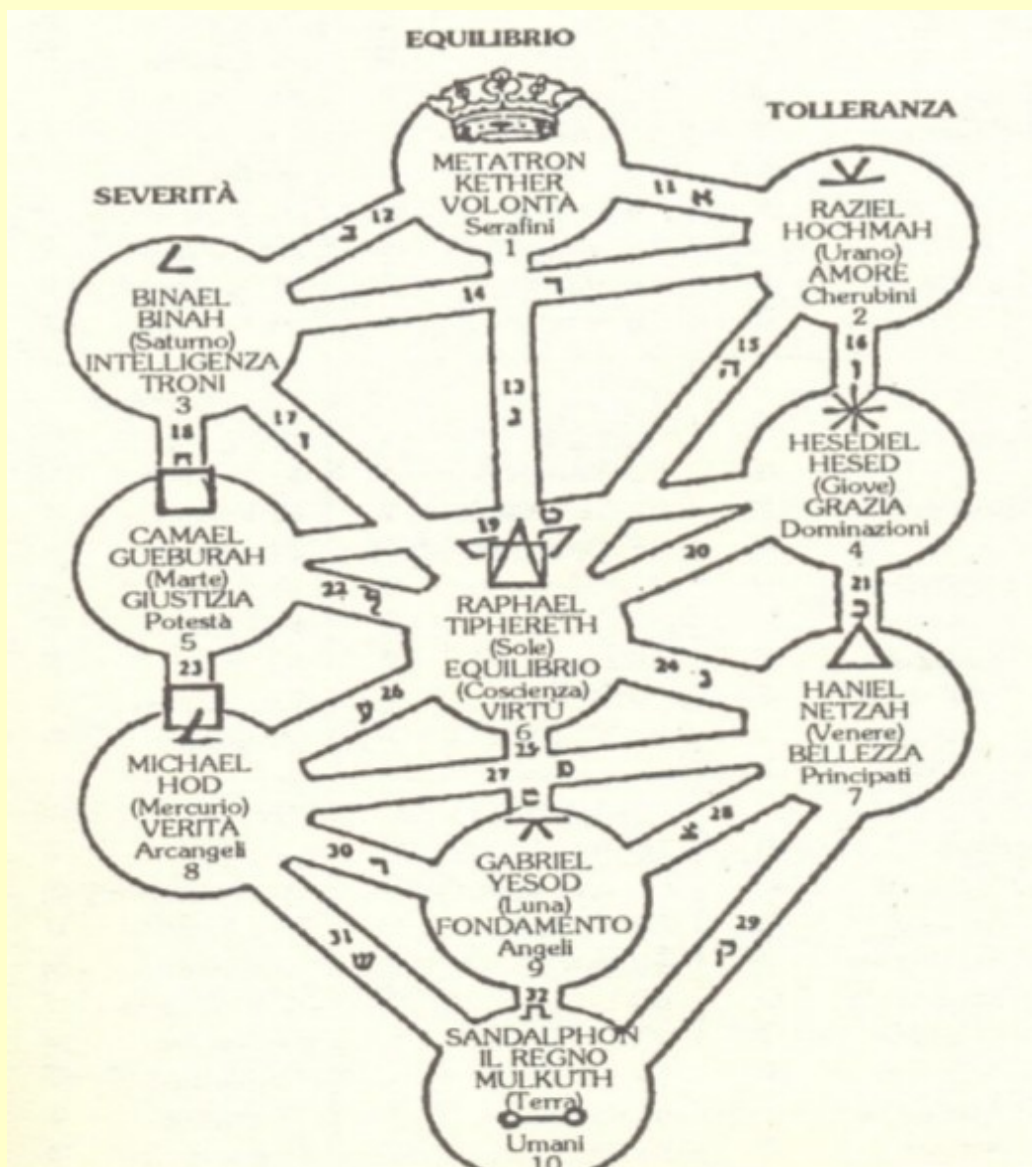 EQUILIBRIO
TOLLERANZA
SEVERITÀ
METATRON
KETHER
VOLONTÀ
Serafini
1
11
א
12
ב
RAZIEL
HOCHMAH
(Urano)
AMORE
Cherubini
2
BINAEL
BINAH
(Saturno)
INTELLIGENZA
TRONI
3
14
ד
13
ג
15
ה
16
ו
17
ז
18
ח
HESEDIEL
HESED
(Giove)
GRAZIA
Dominazioni
4
19
ט
20
CAMAEL
GUEBURAH
(Marte)
GIUSTIZIA
Potestà
5
22
21
כ
RAPHAEL
TIPHERETH
(Sole)
EQUILIBRIO
(Coscienza)
VIRTÙ
6
23
24
נ
26
ע
25
HANIEL
NETZAH
(Venere)
BELLEZZA
Principati
7
MICHAEL
HOD
(Mercurio)
VERITÀ
Arcangeli
8
27
28
צ
30
ר
GABRIEL
YESOD
(Luna)
FONDAMENTO
Angeli
9
29
ק
31
ש
32
ת
SANDALPHON
IL REGNO
MULKUTH
(Terra)
Umani
10